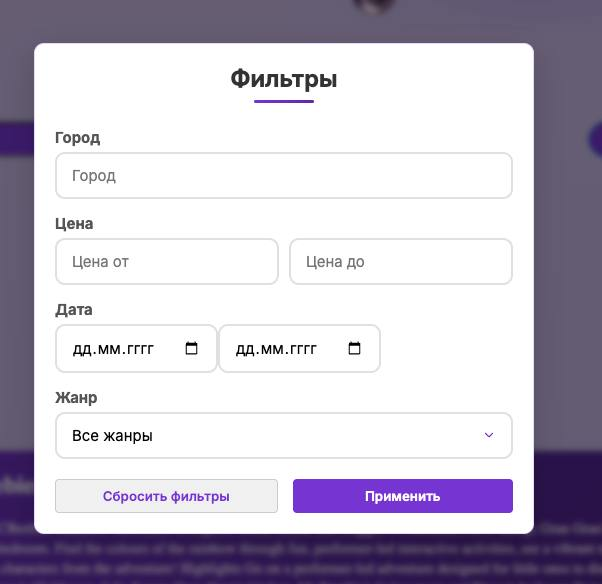 Фильтры
Город
Город
Цена
Цена от Цена до
Дата
дд.мм.гггг дд.мм.гггг
Жанр
Все жанры
Сбросить фильтры Применить